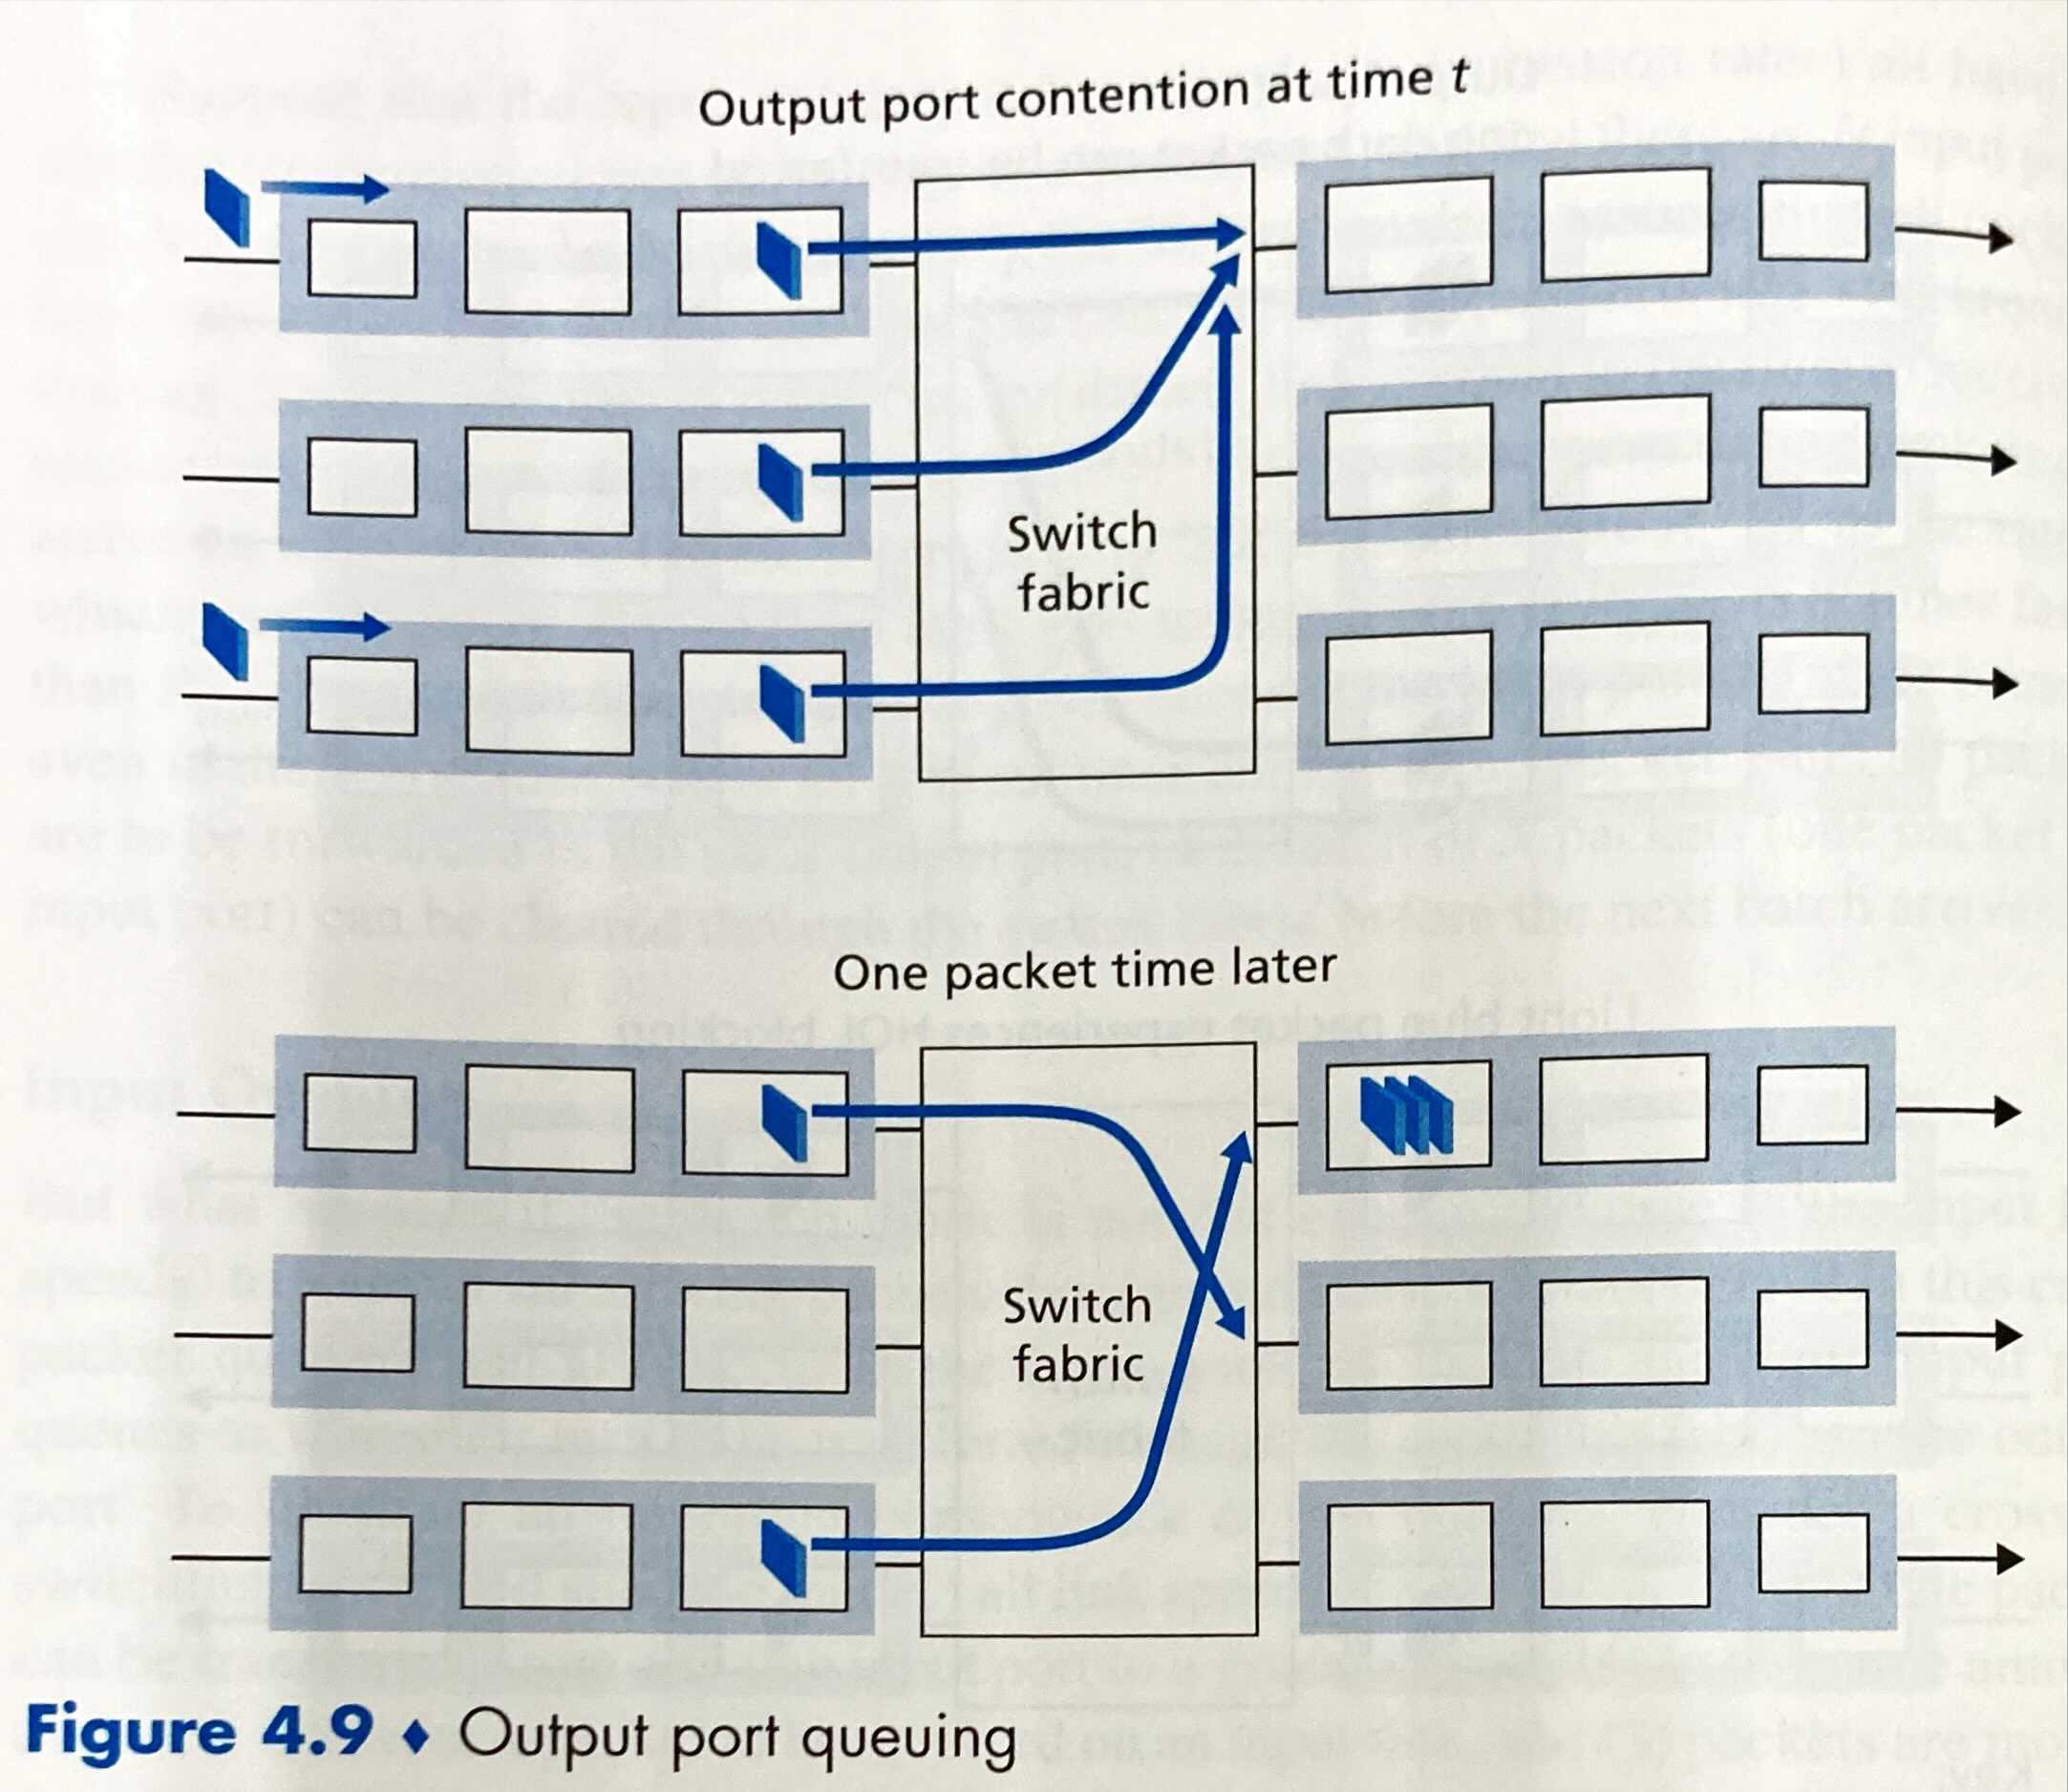 Output port contention at time t
Switch
fabric
One packet time later
Switch
fabric
Figure 4.9 ♦ Output port queuing